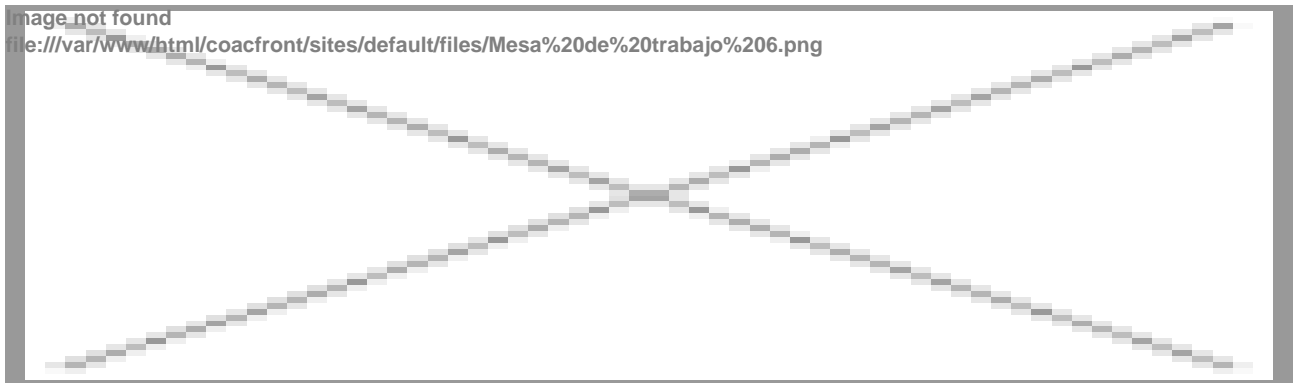 Image not found
file:///var/www/html/coacfront/sites/default/files/Mesa%20de%20trabajo%206.png